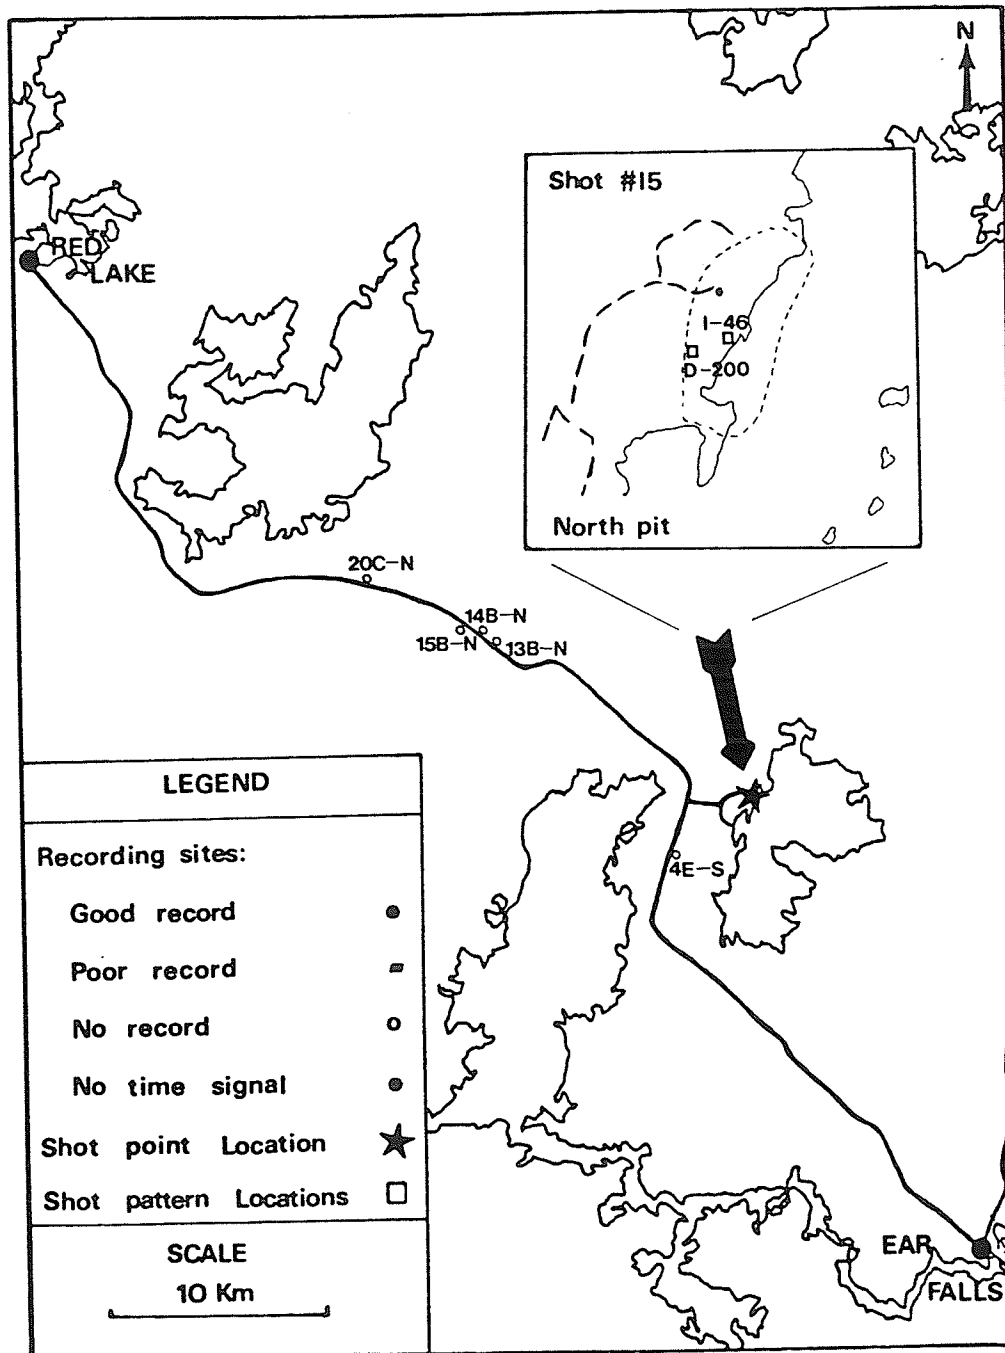 N
Shot #15
I-46
D-200
North pit
RED
LAKE
20C-N
14B-N
15B-N
13B-N
4E-S
LEGEND
Recording sites:
Good record
Poor record
No record
No time signal
Shot point Location
Shot pattern Locations
SCALE
10 Km
EAR
FALLS